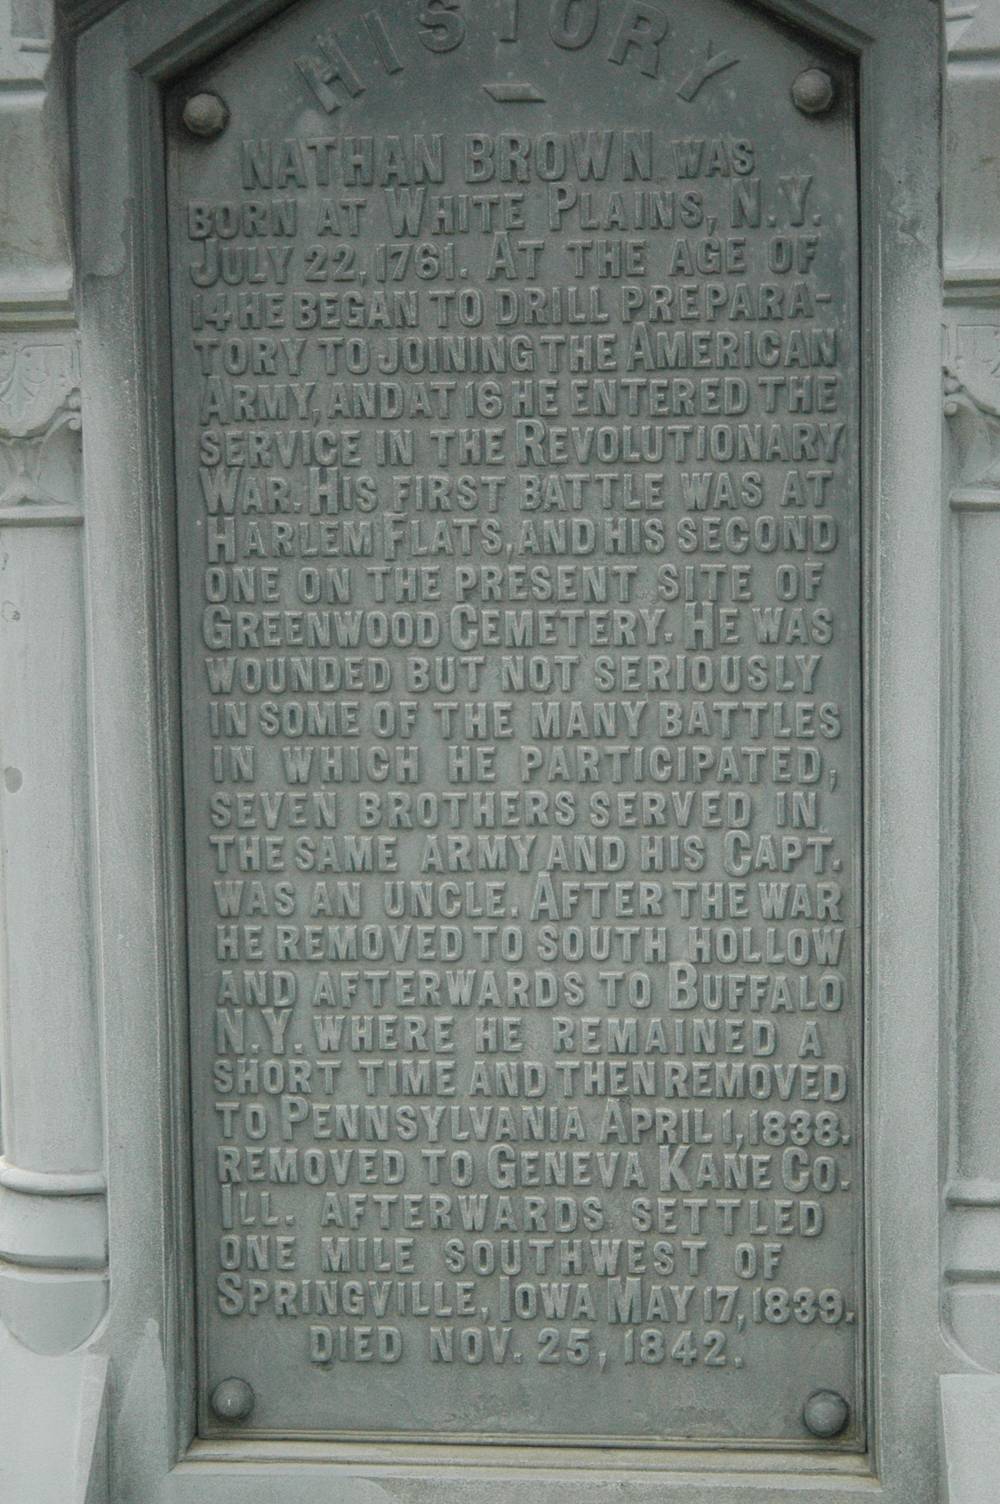 HISTORY
NATHAN BROWN WAS
BORN AT WHITE PLAINS, N.Y.
JULY 22, 1761. AT THE AGE OF
14 HE BEGAN TO DRILL PREPARA-
TORY TO JOINING THE AMERICAN
ARMY, AND AT 16 HE ENTERED THE
SERVICE IN THE REVOLUTIONARY
WAR. HIS FIRST BATTLE WAS AT
HARLEM FLATS, AND HIS SECOND
ONE ON THE PRESENT SITE OF
GREENWOOD CEMETERY. HE WAS
WOUNDED BUT NOT SERIOUSLY
IN SOME OF THE MANY BATTLES
IN WHICH HE PARTICIPATED,
SEVEN BROTHERS SERVED IN
THE SAME ARMY AND HIS CAPT.
WAS AN UNCLE. AFTER THE WAR
HE REMOVED TO SOUTH HOLLOW
AND AFTERWARDS TO BUFFALO
N.Y. WHERE HE REMAINED A
SHORT TIME AND THEN REMOVED
TO PENNSYLVANIA APRIL 1, 1838.
REMOVED TO GENEVA KANE CO.
ILL. AFTERWARDS SETTLED
ONE MILE SOUTHWEST OF
SPRINGVILLE, IOWA MAY 17, 1839.
DIED NOV. 25, 1842.